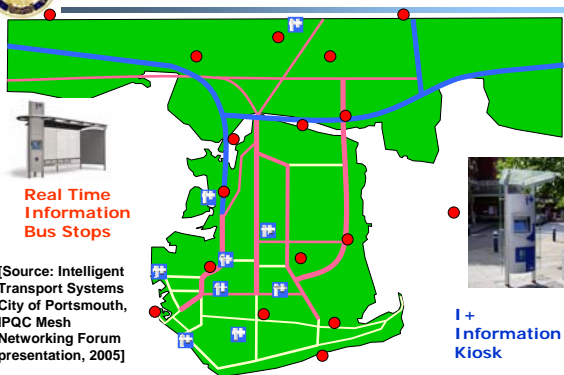 Real Time
Information
Bus Stops
[Source: Intelligent
Transport Systems
City of Portsmouth,
IPQC Mesh
Networking Forum
presentation, 2005]
I+
Information
Kiosk